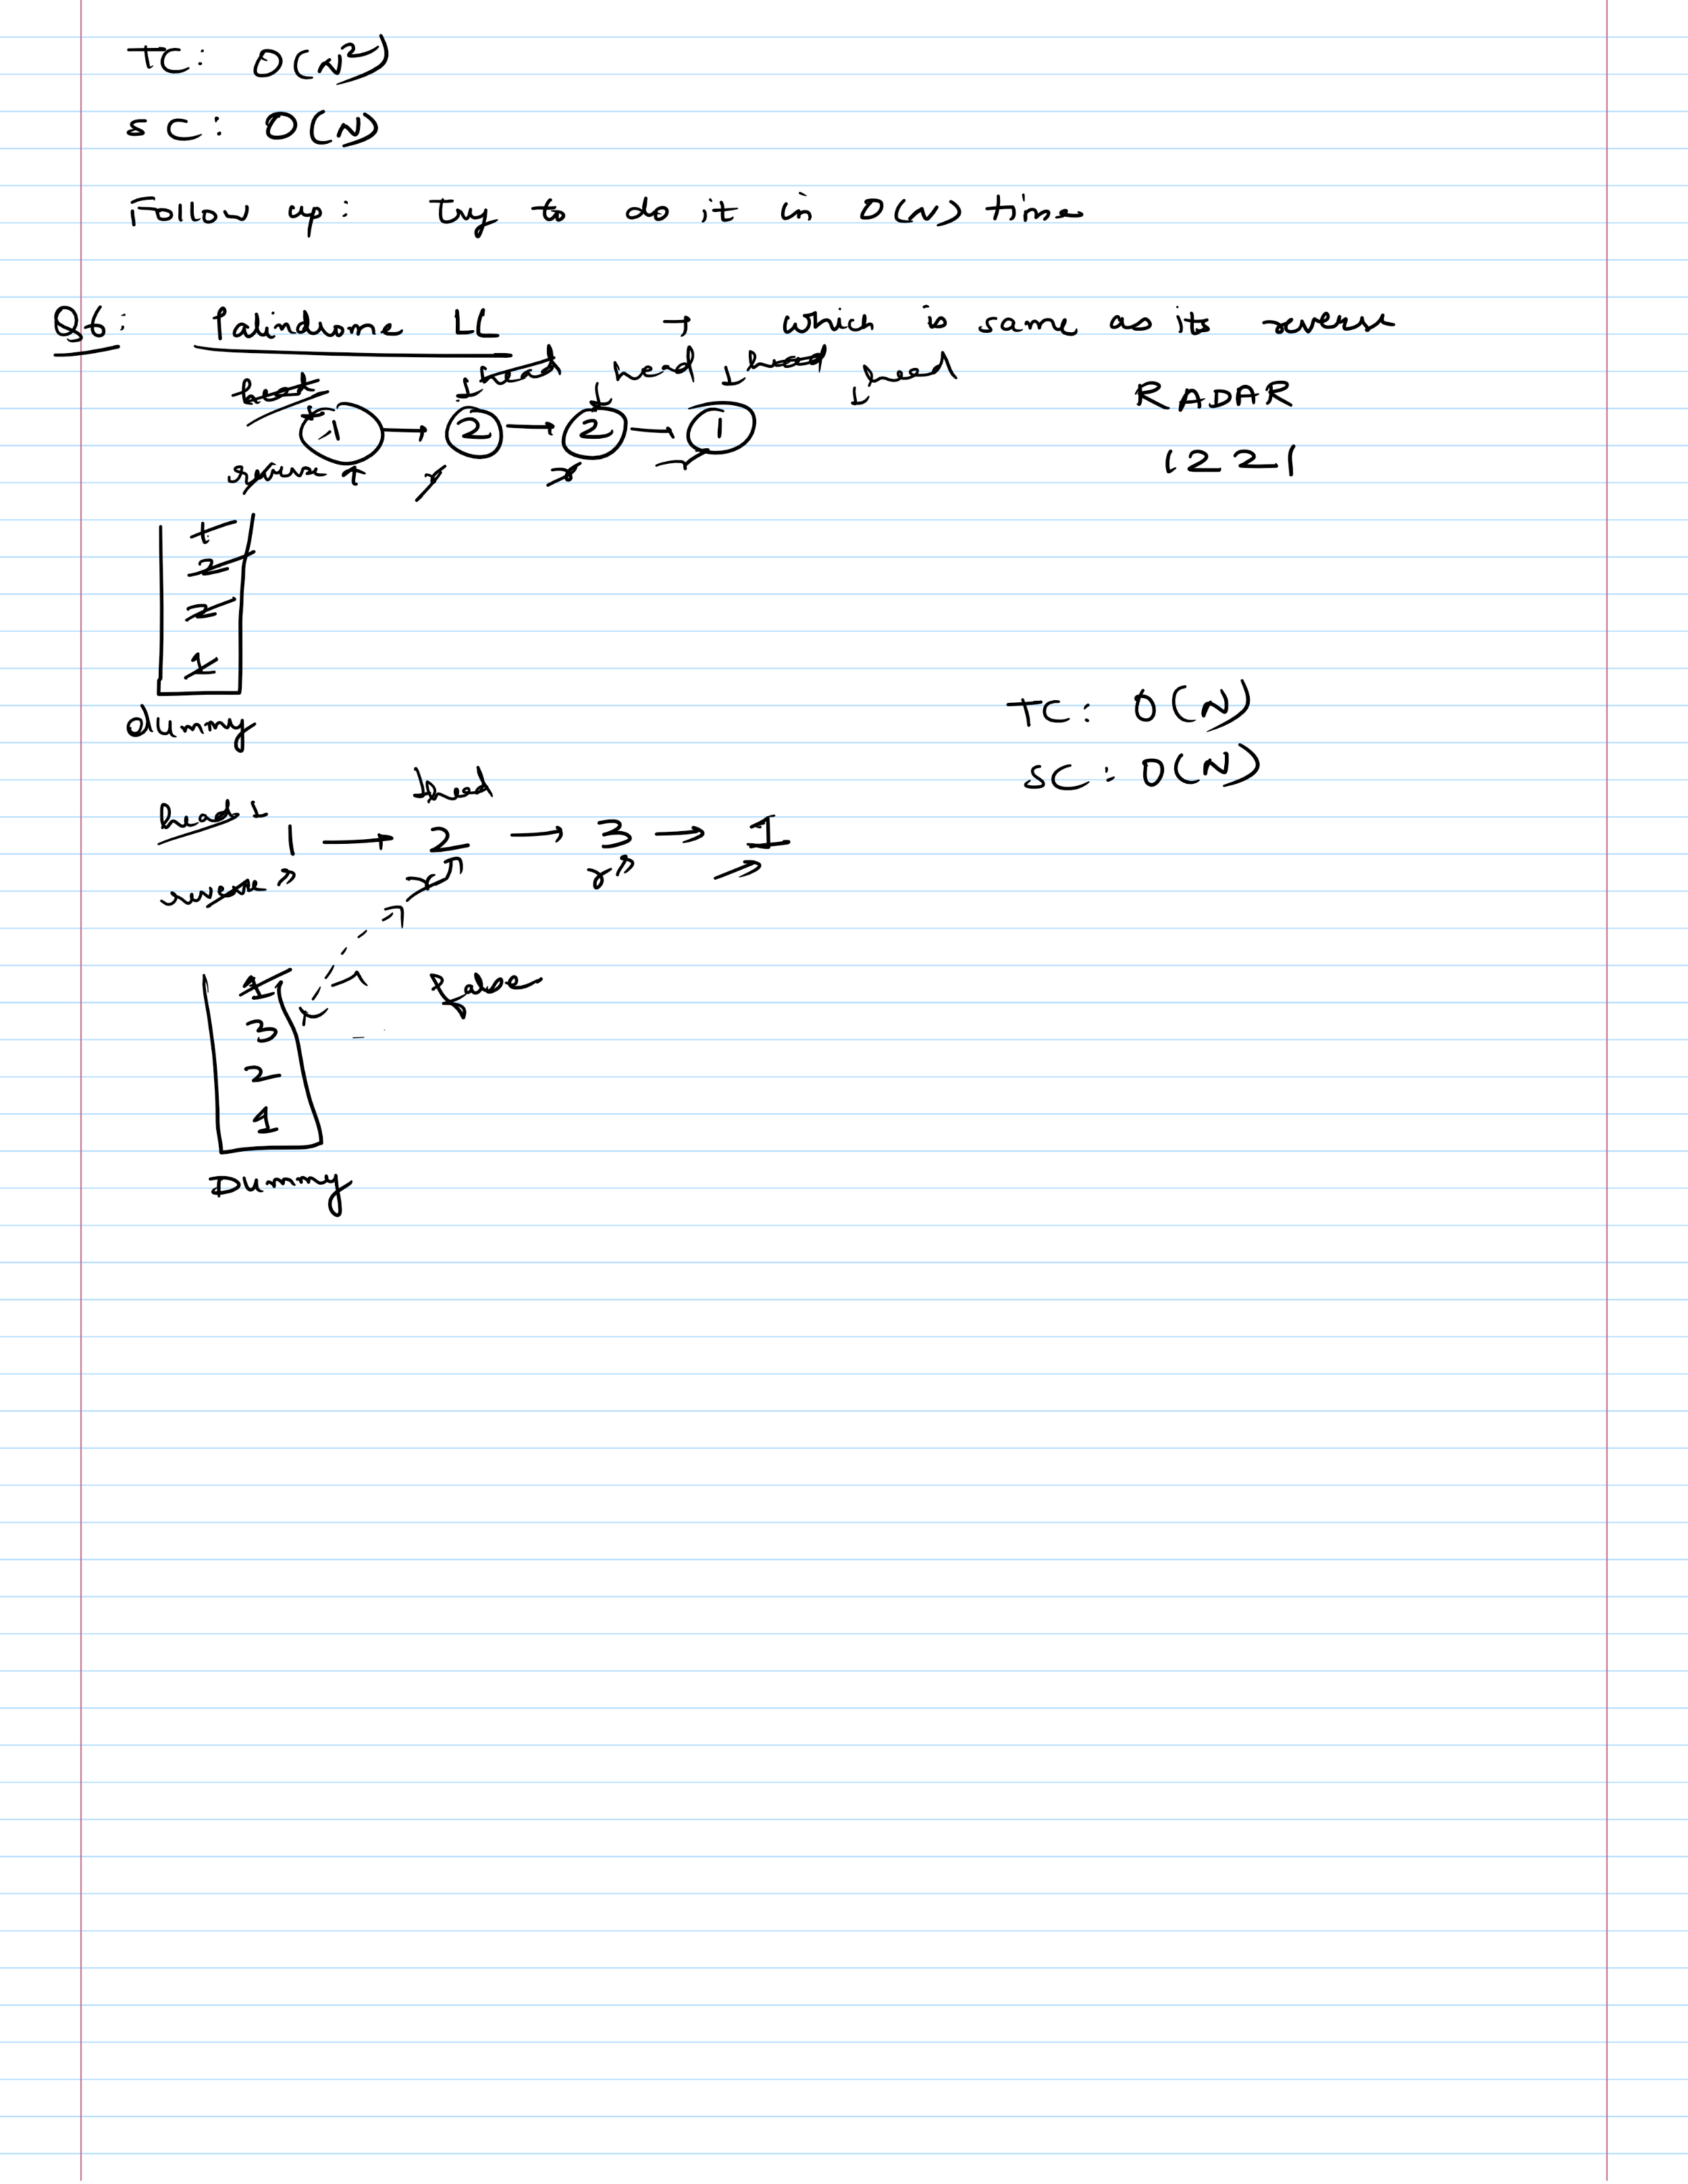 TC: O(N²)
SC: O(N)
Follow up: Try to do it in O(N) time
Q6: Palindrome LL → which is same as its reverse
head ↓head ↓head ↓head ↓head
1 → 2 → 2 → 1
reverse ↑ r r
RADAR
1221
1
2
2
1
dummy
TC: O(N)
SC: O(N)
head ↓ ↓head
1 → 2 → 3 → 1
reverse r r
1
3
2
1
false
Dummy